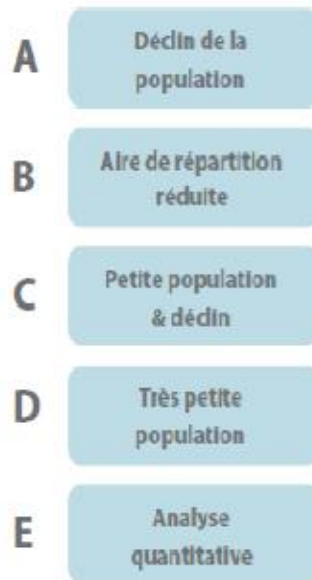 A
Déclin de la
population
B
Aire de répartition
réduite
C
Petite population
& déclin
D
Très petite
population
E
Analyse
quantitative